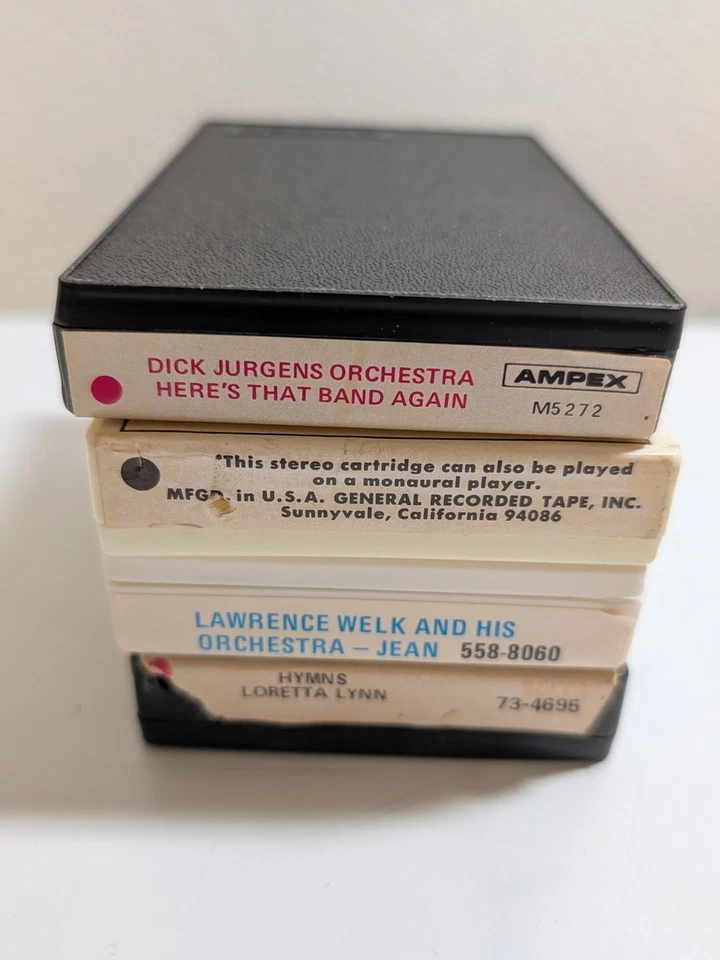 DICK JURGENS ORCHESTRA
HERE'S THAT BAND AGAIN
AMPEX
M5272
*This stereo cartridge can also be played
on a monaural player.
MFGD. in U.S.A. GENERAL RECORDED TAPE, INC.
Sunnyvale, California 94086
LAWRENCE WELK AND HIS
ORCHESTRA – JEAN 558-8060
HYMNS
LORETTA LYNN
73-4695